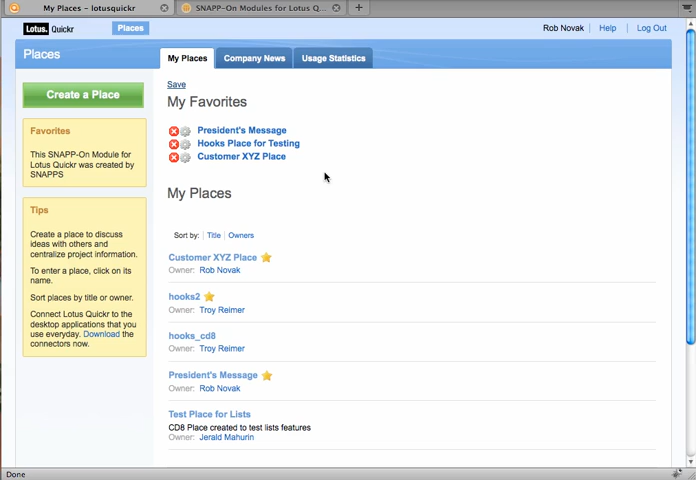 My Places - lotusquickr
SNAPP-On Modules for Lotus Q...
Lotus. Quickr
Places
Rob Novak
Help
Log Out
Places
My Places
Company News
Usage Statistics
Create a Place
Save
My Favorites
President's Message
Hooks Place for Testing
Customer XYZ Place
Favorites
This SNAPP-On Module for
Lotus Quickr was created by
SNAPPS
Tips
Create a place to discuss
ideas with others and
centralize project information.
To enter a place, click on its
name.
Sort places by title or owner.
Connect Lotus Quickr to the
desktop applications that you
use everyday. Download the
connectors now.
My Places
Sort by: Title Owners
Customer XYZ Place
Owner: Rob Novak
hooks2
Owner: Troy Reimer
hooks_cd8
Owner: Troy Reimer
President's Message
Owner: Rob Novak
Test Place for Lists
CD8 Place created to test lists features
Owner: Jerald Mahurin
Done